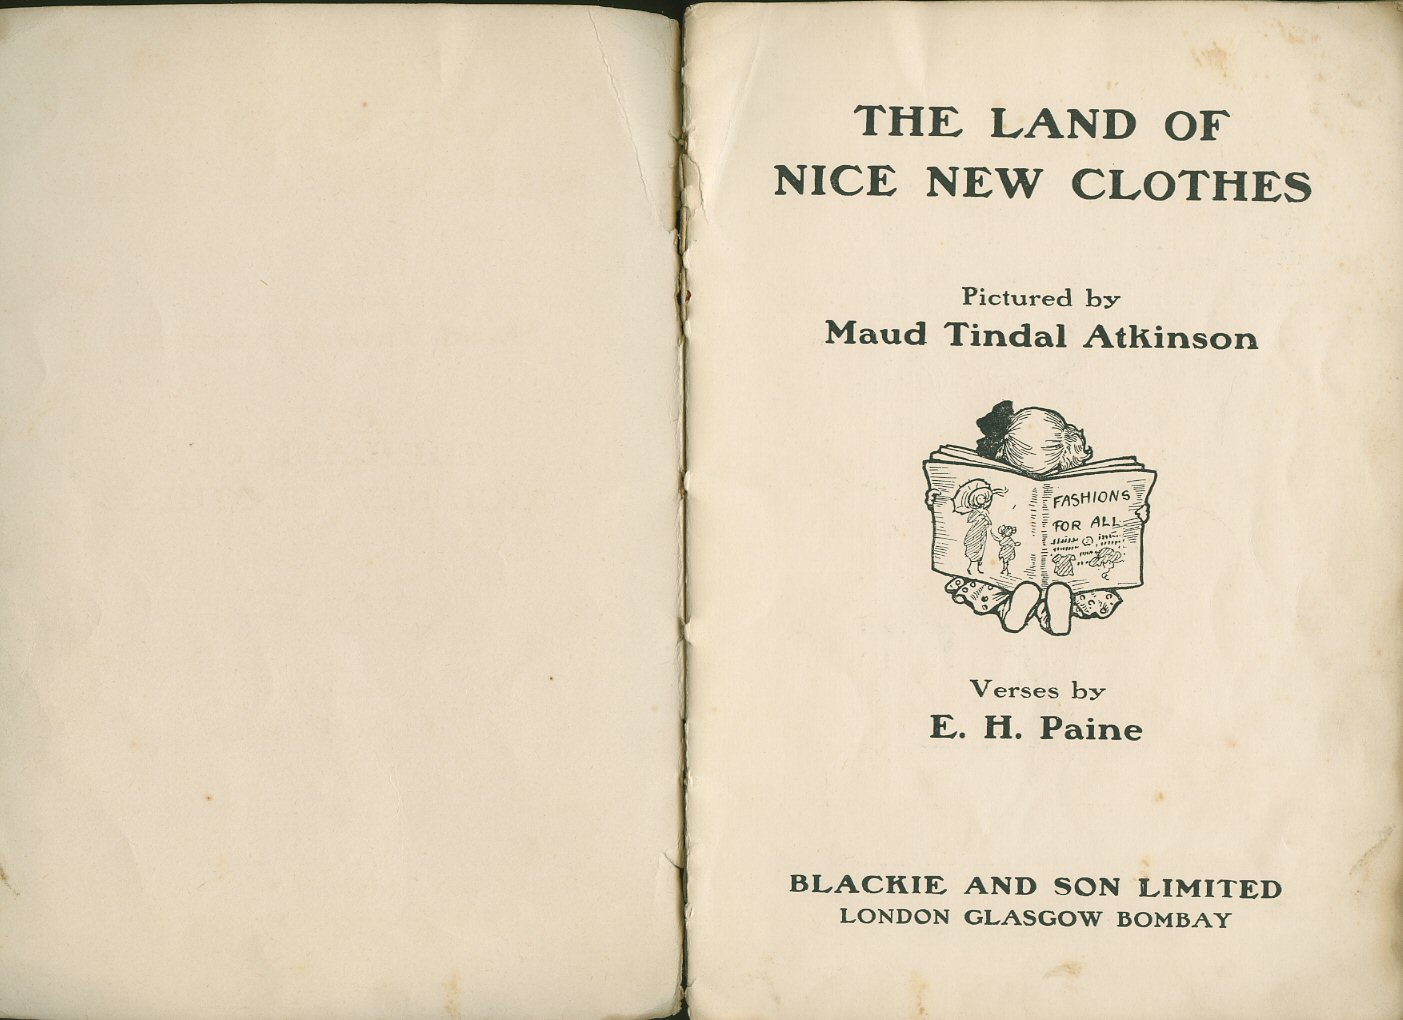 THE LAND OF
NICE NEW CLOTHES
Pictured by
Maud Tindal Atkinson
FASHIONS
FOR ALL
Verses by
E. H. Paine
BLACKIE AND SON LIMITED
LONDON GLASGOW BOMBAY